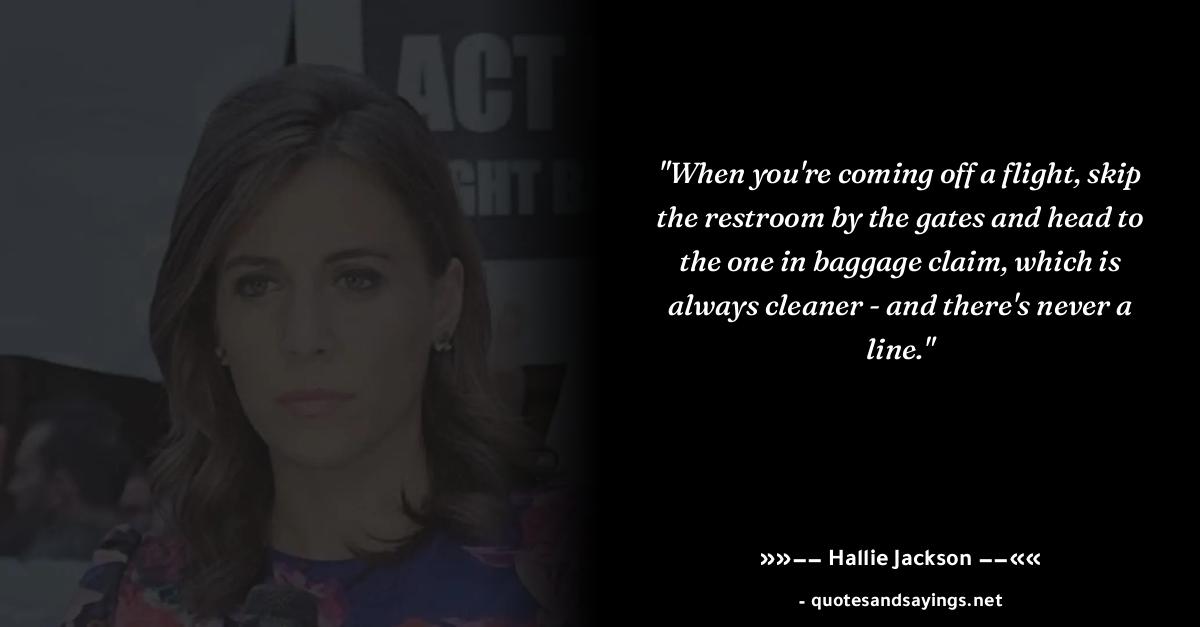 ACT
GHT B
"When you're coming off a flight, skip
the restroom by the gates and head to
the one in baggage claim, which is
always cleaner - and there's never a
line."
»»−− Hallie Jackson −−««
- quotesandsayings.net